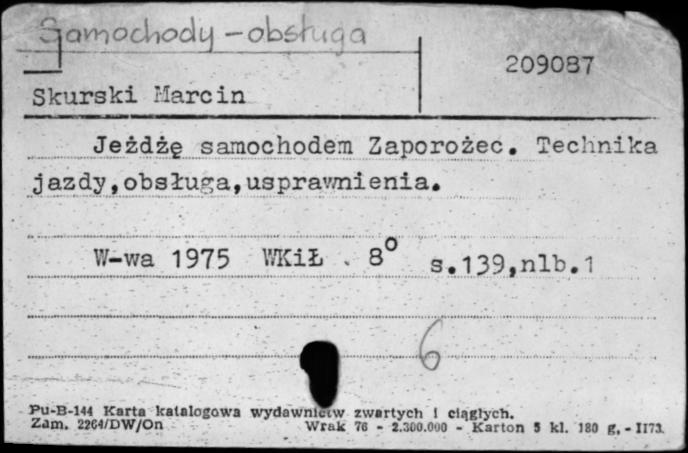 Samochody - obsługa
209087
Skurski Marcin
Jeżdżę samochodem Zaporożec. Technika
jazdy,obsługa,usprawnienia.
W-wa 1975 WKiŁ . 8° s.139,nlb.1
6
Pu-B-144 Karta katalogowa wydawnictw zwartych i ciągłych.
Zam. 2264/DW/On Wrak 76 - 2.300.000 - Karton 5 kl. 180 g. - II73.